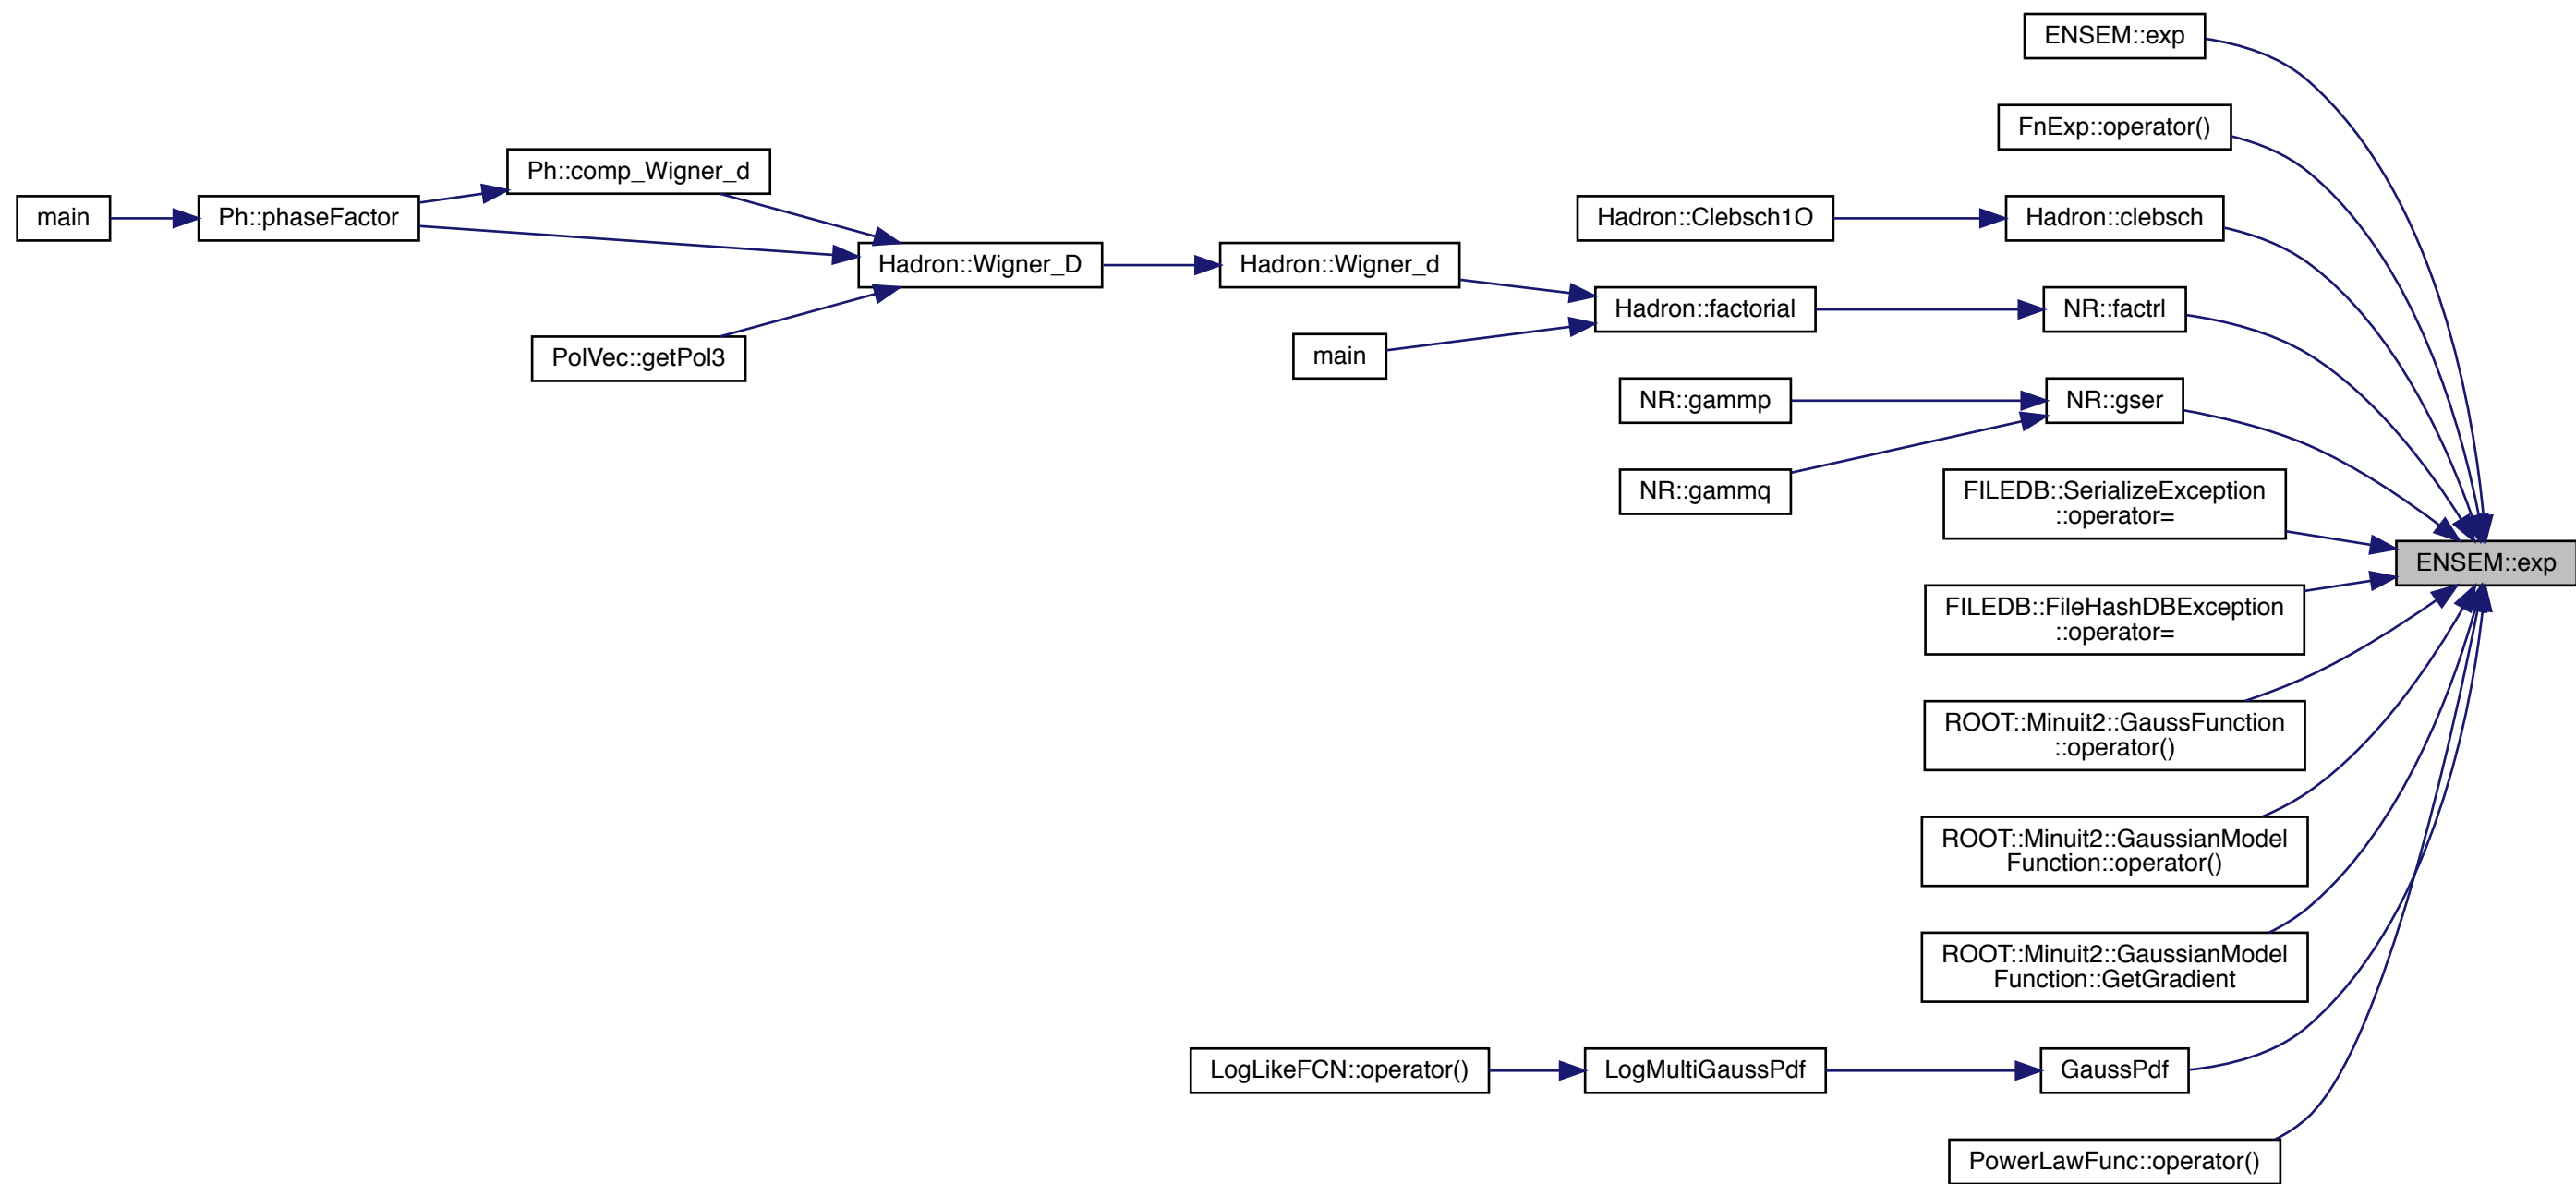 ENSEM::exp
FnExp::operator()
Ph::comp_Wigner_d
main
Ph::phaseFactor
Hadron::Clebsch1O
Hadron::clebsch
Hadron::Wigner_D
Hadron::Wigner_d
Hadron::factorial
NR::factrl
PolVec::getPol3
main
NR::gammp
NR::gser
NR::gammq
FILEDB::SerializeException
::operator=
ENSEM::exp
FILEDB::FileHashDBException
::operator=
ROOT::Minuit2::GaussFunction
::operator()
ROOT::Minuit2::GaussianModel
Function::operator()
ROOT::Minuit2::GaussianModel
Function::GetGradient
LogLikeFCN::operator()
LogMultiGaussPdf
GaussPdf
PowerLawFunc::operator()